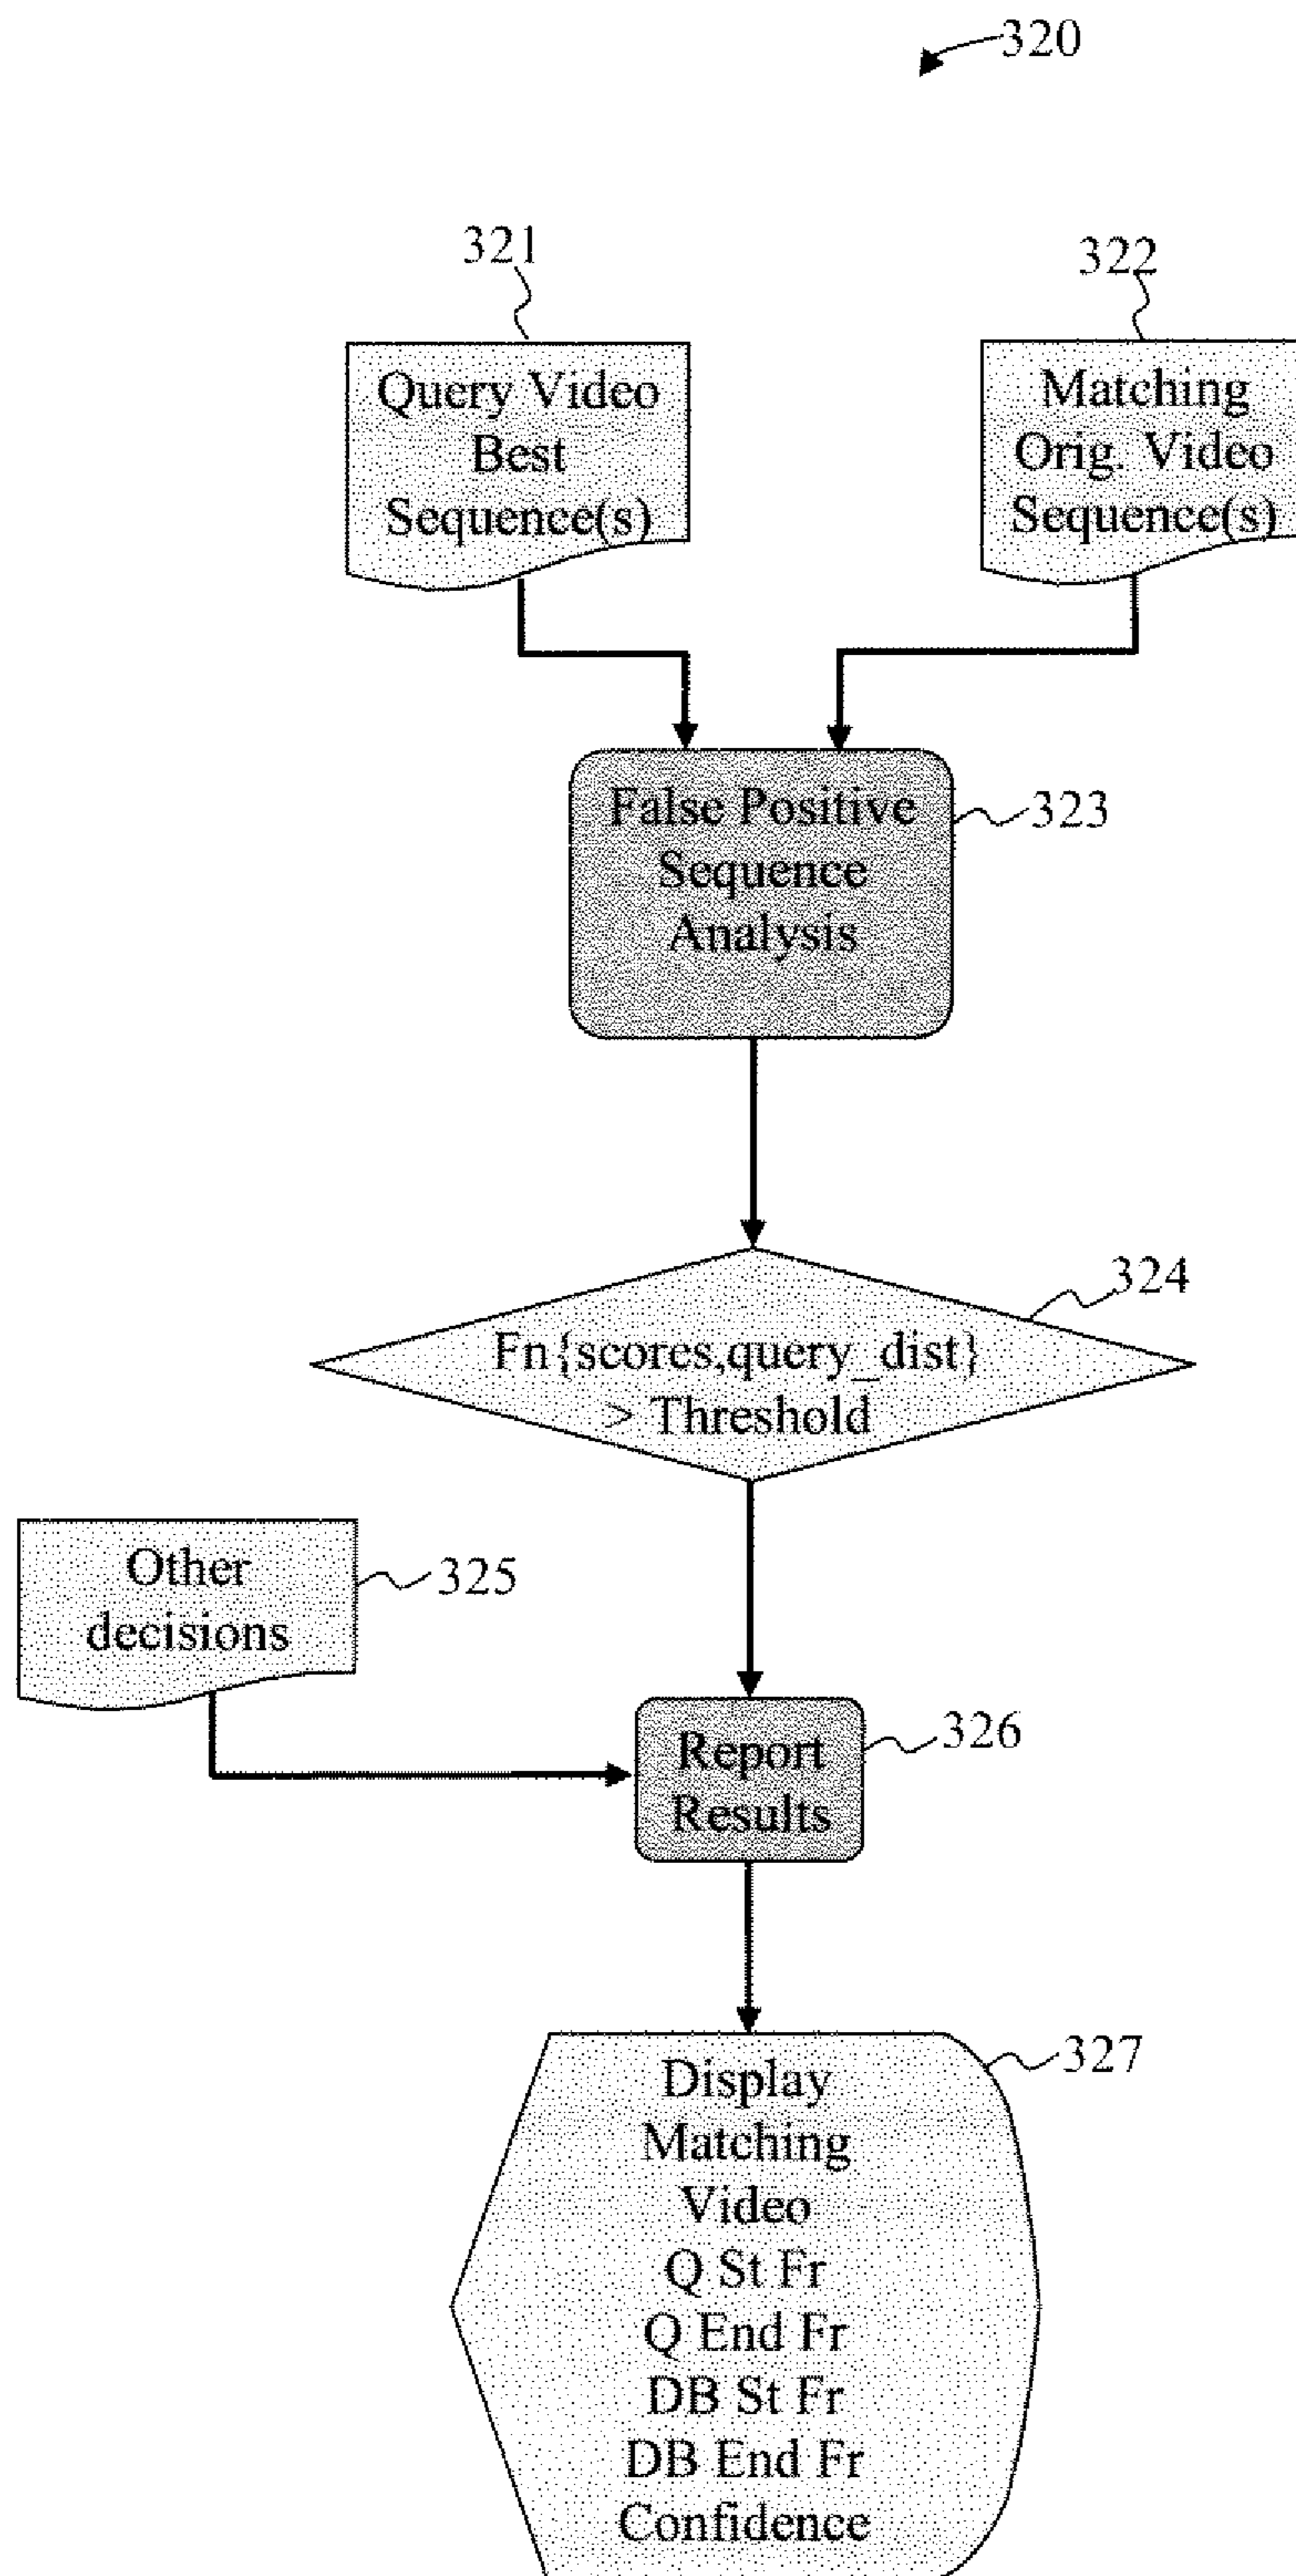 320
321
322
Query Video
Best
Sequence(s)
Matching
Orig. Video
Sequence(s)
False Positive
Sequence
Analysis
323
324
Fn{scores,query_dist}
> Threshold
Other
decisions
325
Report
Results
326
327
Display
Matching
Video
Q St Fr
Q End Fr
DB St Fr
DB End Fr
Confidence